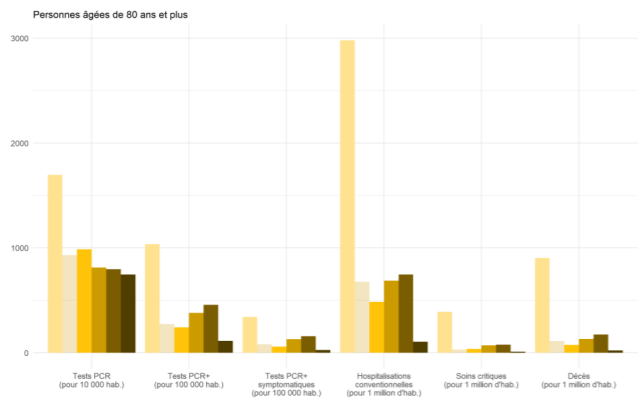 Personnes âgées de 80 ans et plus
3000
2000
1000
0
Tests PCR
(pour 10 000 hab.)
Tests PCR+
(pour 100 000 hab.)
Tests PCR+
symptomatiques
(pour 100 000 hab.)
Hospitalisations
conventionnelles
(pour 1 million d'hab.)
Soins critiques
(pour 1 million d'hab.)
Décès
(pour 1 million d'hab.)